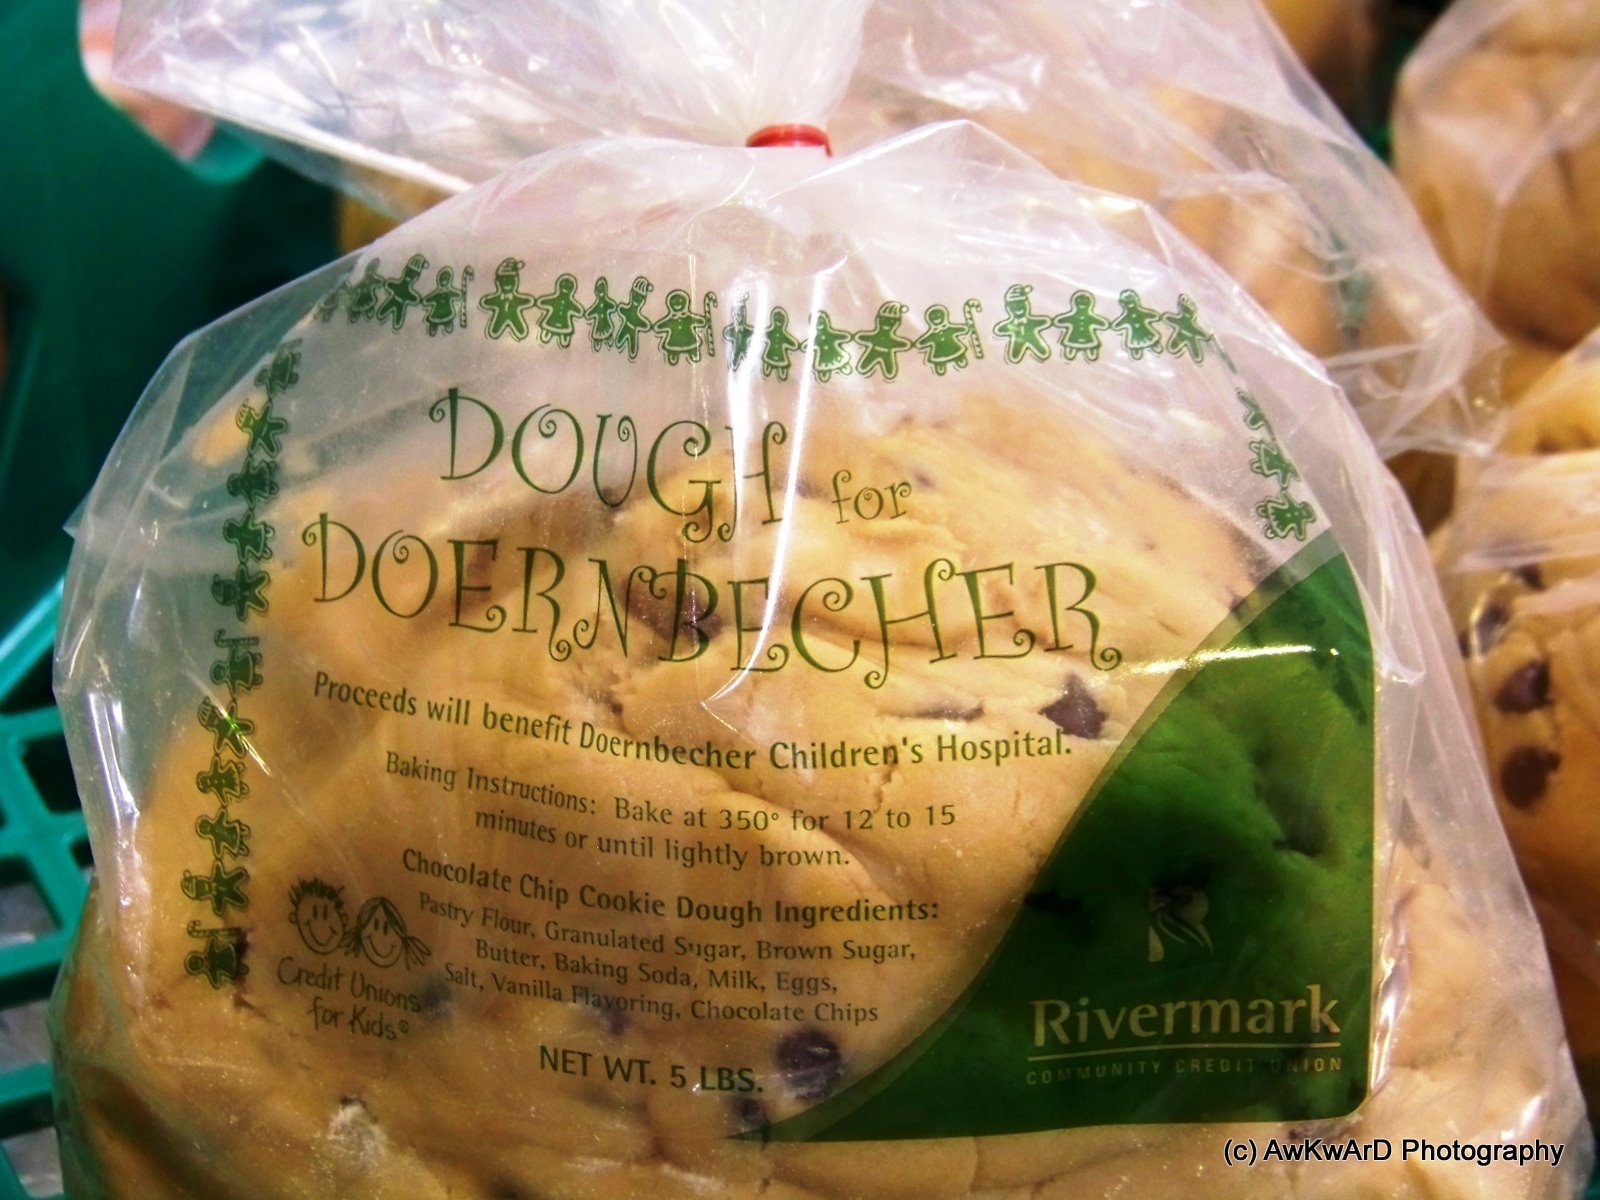 DOUGH for
DOERNBECHER
Proceeds will benefit Doernbecher Children's Hospital.
Baking Instructions: Bake at 350° for 12 to 15
minutes or until lightly brown.
Chocolate Chip Cookie Dough Ingredients:
Pastry Flour, Granulated Sugar, Brown Sugar,
Butter, Baking Soda, Milk, Eggs,
Salt, Vanilla Flavoring, Chocolate Chips
NET WT. 5 LBS.
Credit Unions
for Kids®
Rivermark
COMMUNITY CREDIT UNION
(c) AwKwArD Photography